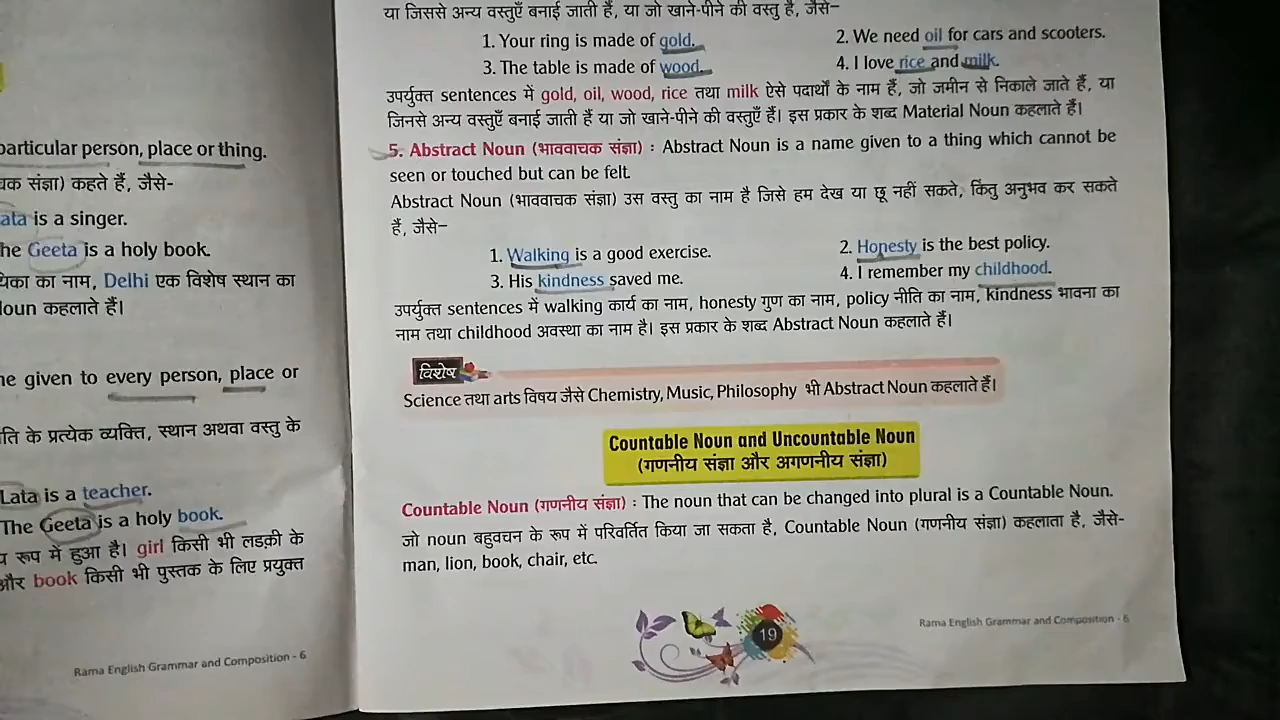 particular person, place or thing.
संज्ञा) कहते हैं, जैसे-
is a singer.
Geeta is a holy book.
का नाम, Delhi एक विशेष स्थान का
कहलाते हैं।
given to every person, place or
के प्रत्येक व्यक्ति, स्थान अथवा वस्तु के
Lata is a teacher.
The Geeta is a holy book.
रूप में हुआ है। girl किसी भी लडक़ी के
और book किसी भी पुस्तक के लिए प्रयुक्त
Rama English Grammar and Composition - 6
या जिससे अन्य वस्तुएँ बनाई जाती हैं, या जो खाने-पीने की वस्तु है, जैसे–
1. Your ring is made of gold. 2. We need oil for cars and scooters.
3. The table is made of wood. 4. I love rice and milk.
उपर्युक्त sentences में gold, oil, wood, rice तथा milk ऐसे पदार्थों के नाम हैं, जो जमीन से निकाले जाते हैं, या
जिनसे अन्य वस्तुएँ बनाई जाती हैं या जो खाने-पीने की वस्तुएँ हैं। इस प्रकार के शब्द Material Noun कहलाते हैं।
5. Abstract Noun (भाववाचक संज्ञा) : Abstract Noun is a name given to a thing which cannot be
seen or touched but can be felt.
Abstract Noun (भाववाचक संज्ञा) उस वस्तु का नाम है जिसे हम देख या छू नहीं सकते, किंतु अनुभव कर सकते
हैं, जैसे–
1. Walking is a good exercise. 2. Honesty is the best policy.
3. His kindness saved me. 4. I remember my childhood.
उपर्युक्त sentences में walking कार्य का नाम, honesty गुण का नाम, policy नीति का नाम, kindness भावना का
नाम तथा childhood अवस्था का नाम है। इस प्रकार के शब्द Abstract Noun कहलाते हैं।
विशेष
Science तथा arts विषय जैसे Chemistry, Music, Philosophy भी Abstract Noun कहलाते हैं।
Countable Noun and Uncountable Noun
(गणनीय संज्ञा और अगणनीय संज्ञा)
Countable Noun (गणनीय संज्ञा) : The noun that can be changed into plural is a Countable Noun.
जो noun बहुवचन के रूप में परिवर्तित किया जा सकता है, Countable Noun (गणनीय संज्ञा) कहलाता है, जैसे-
man, lion, book, chair, etc.
19
Rama English Grammar and Composition - 6